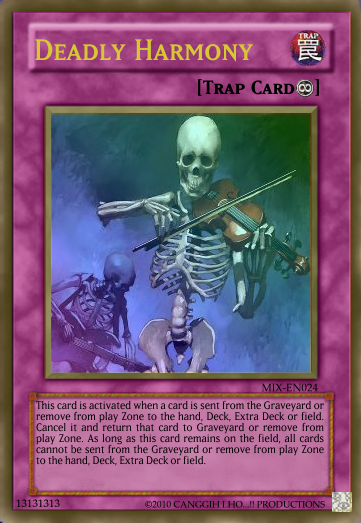 DEADLY HARMONY
TRAP
罠
[TRAP CARD∞]
MIX-EN024
This card is activated when a card is sent from the Graveyard or
remove from play Zone to the hand, Deck, Extra Deck or field.
Cancel it and return that card to Graveyard or remove from
play Zone. As long as this card remains on the field, all cards
cannot be sent from the Graveyard or remove from play Zone
to the hand, Deck, Extra Deck or field.
13131313
©2010 CANGGIH I.HO...!! PRODUCTIONS